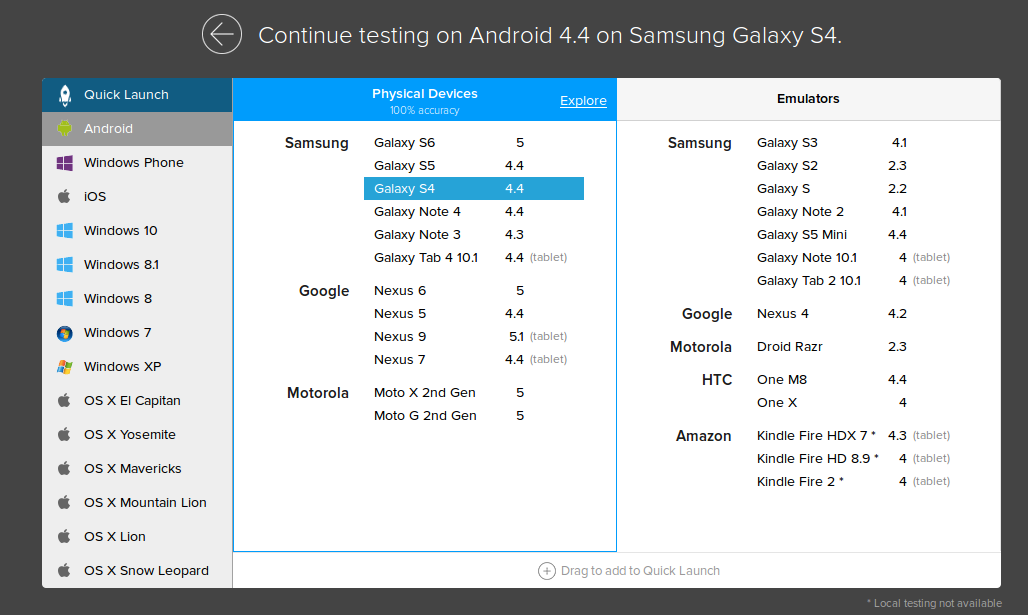 Continue testing on Android 4.4 on Samsung Galaxy S4.
Quick Launch
Android
Windows Phone
iOS
Windows 10
Windows 8.1
Windows 8
Windows 7
Windows XP
OS X El Capitan
OS X Yosemite
OS X Mavericks
OS X Mountain Lion
OS X Lion
OS X Snow Leopard
Physical Devices
100% accuracy
Explore
Samsung Galaxy S6 5
Galaxy S5 4.4
Galaxy S4 4.4
Galaxy Note 4 4.4
Galaxy Note 3 4.3
Galaxy Tab 4 10.1 4.4 (tablet)
Google Nexus 6 5
Nexus 5 4.4
Nexus 9 5.1 (tablet)
Nexus 7 4.4 (tablet)
Motorola Moto X 2nd Gen 5
Moto G 2nd Gen 5
Emulators
Samsung Galaxy S3 4.1
Galaxy S2 2.3
Galaxy S 2.2
Galaxy Note 2 4.1
Galaxy S5 Mini 4.4
Galaxy Note 10.1 4 (tablet)
Galaxy Tab 2 10.1 4 (tablet)
Google Nexus 4 4.2
Motorola Droid Razr 2.3
HTC One M8 4.4
One X 4
Amazon Kindle Fire HDX 7 * 4.3 (tablet)
Kindle Fire HD 8.9 * 4 (tablet)
Kindle Fire 2 * 4 (tablet)
Drag to add to Quick Launch
* Local testing not available